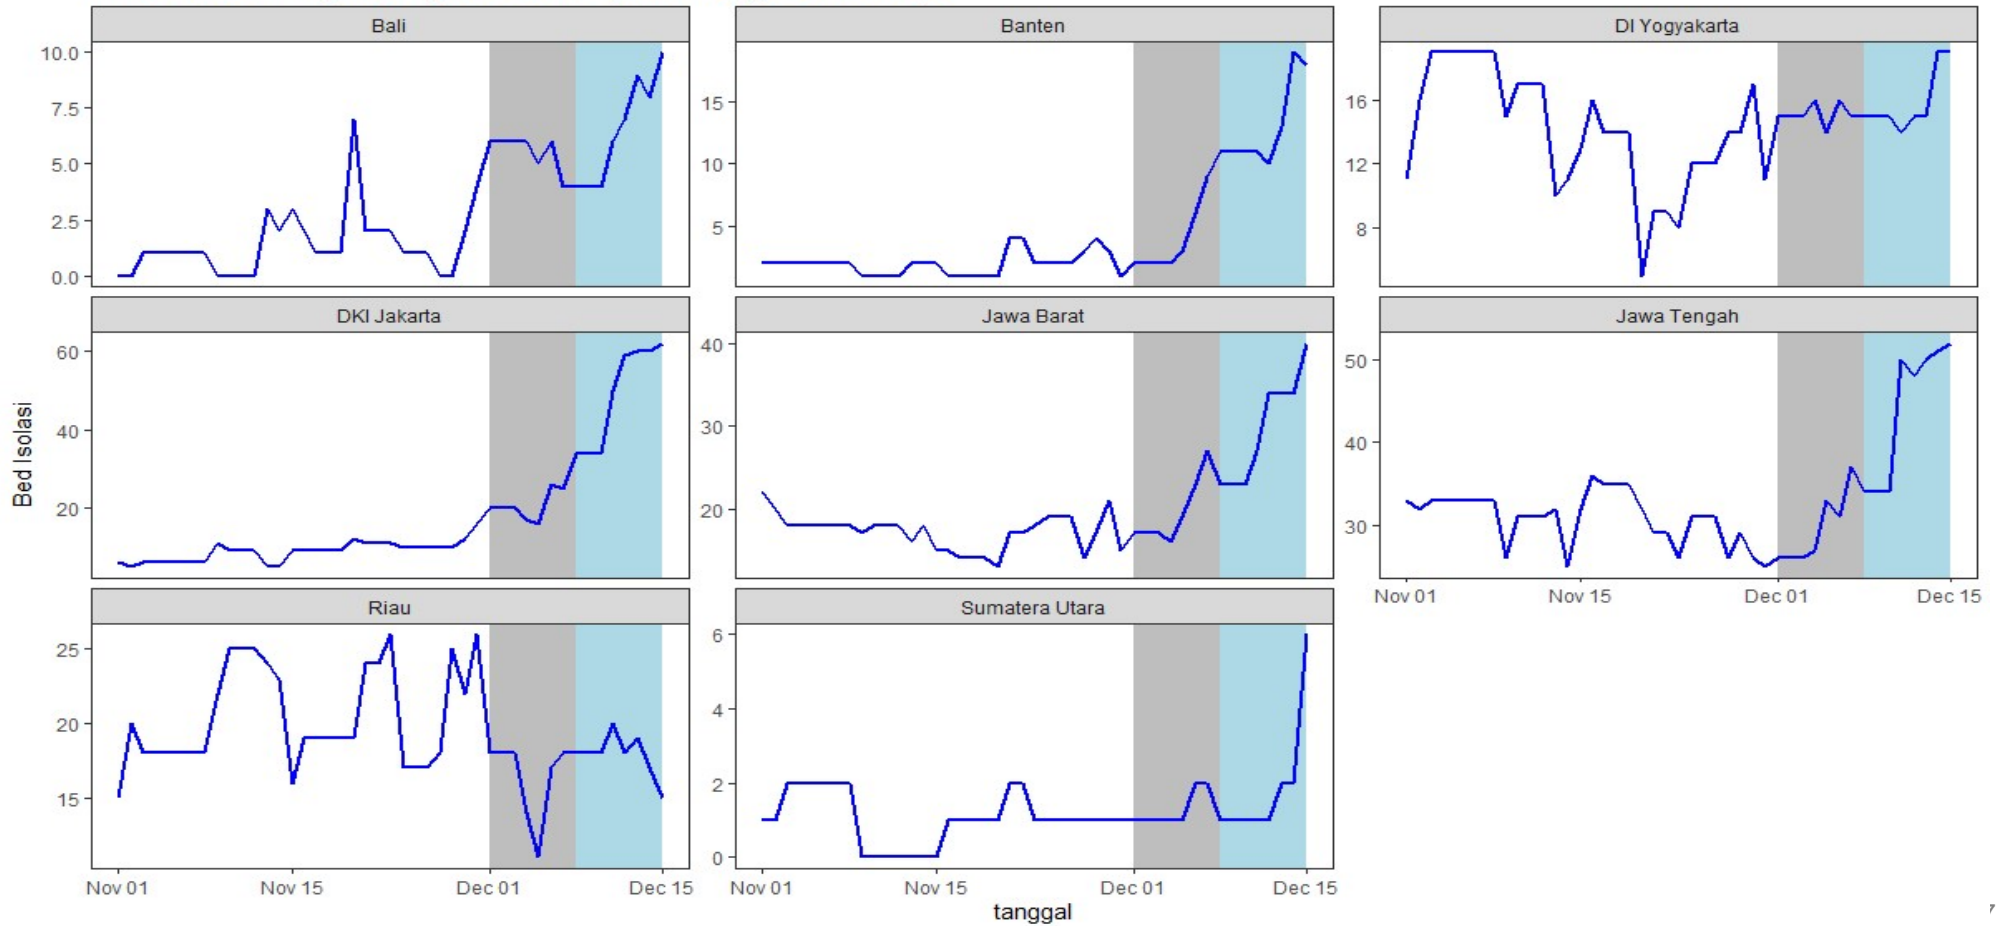 Bali
Banten
DI Yogyakarta
10.0
7.5
5.0
2.5
0.0
15
10
5
16
12
8
DKI Jakarta
Jawa Barat
Jawa Tengah
Bed Isolasi
60
40
20
40
30
20
50
40
30
Nov 01 Nov 15 Dec 01 Dec 15
Riau
Sumatera Utara
25
20
15
6
4
2
0
Nov 01 Nov 15 Dec 01 Dec 15
Nov 01 Nov 15 Dec 01 Dec 15
tanggal